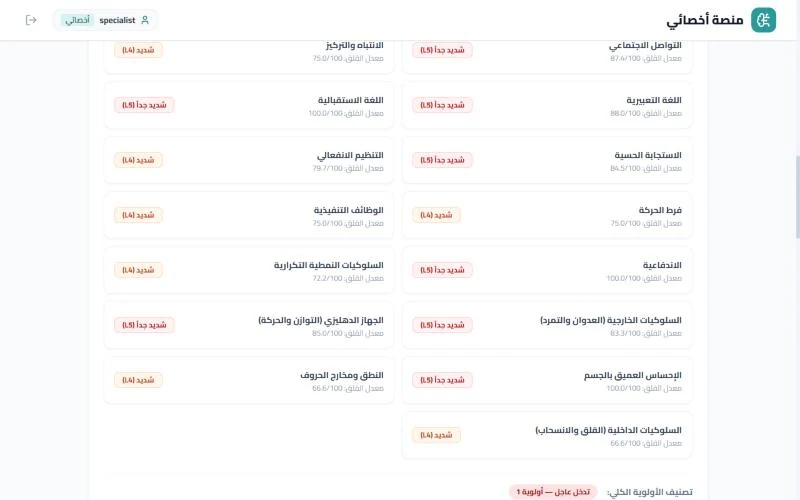 منصة أخصائي
specialist أخصائي
التواصل الاجتماعي
معدل القلق: 87.4/100
شديد جداً (L5)
الانتباه والتركيز
معدل القلق: 75.0/100
شديد (L4)
اللغة التعبيرية
معدل القلق: 88.0/100
شديد جداً (L5)
اللغة الاستقبالية
معدل القلق: 100.0/100
شديد جداً (L5)
الاستجابة الحسية
معدل القلق: 84.5/100
شديد جداً (L5)
التنظيم الانفعالي
معدل القلق: 79.7/100
شديد (L4)
فرط الحركة
معدل القلق: 75.0/100
شديد (L4)
الوظائف التنفيذية
معدل القلق: 75.0/100
شديد (L4)
الاندفاعية
معدل القلق: 100.0/100
شديد جداً (L5)
السلوكيات النمطية التكرارية
معدل القلق: 72.2/100
شديد (L4)
السلوكيات الخارجية (العدوان والتمرد)
معدل القلق: 83.3/100
شديد جداً (L5)
الجهاز الدهليزي (التوازن والحركة)
معدل القلق: 85.0/100
شديد جداً (L5)
الإحساس العميق بالجسم
معدل القلق: 100.0/100
شديد جداً (L5)
النطق ومخارج الحروف
معدل القلق: 66.6/100
شديد (L4)
السلوكيات الداخلية (القلق والانسحاب)
معدل القلق: 66.6/100
شديد (L4)
تصنيف الأولوية الكلي: تدخل عاجل — أولوية 1